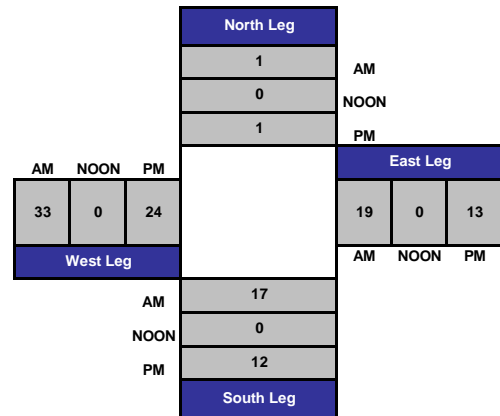 North Leg
1
AM
0
NOON
1
PM
East Leg
AM NOON PM
33 0 24
19 0 13
West Leg
AM NOON PM
AM
17
NOON
0
PM
12
South Leg